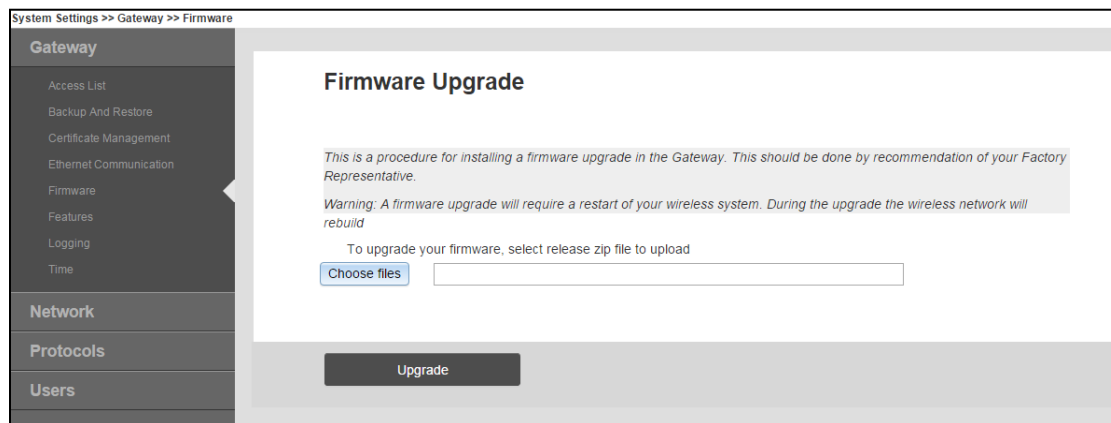 System Settings >> Gateway >> Firmware
Gateway
Access List
Backup And Restore
Certificate Management
Ethernet Communication
Firmware
Features
Logging
Time
Network
Protocols
Users
Firmware Upgrade
This is a procedure for installing a firmware upgrade in the Gateway. This should be done by recommendation of your Factory
Representative.
Warning: A firmware upgrade will require a restart of your wireless system. During the upgrade the wireless network will
rebuild
To upgrade your firmware, select release zip file to upload
Choose files
Upgrade